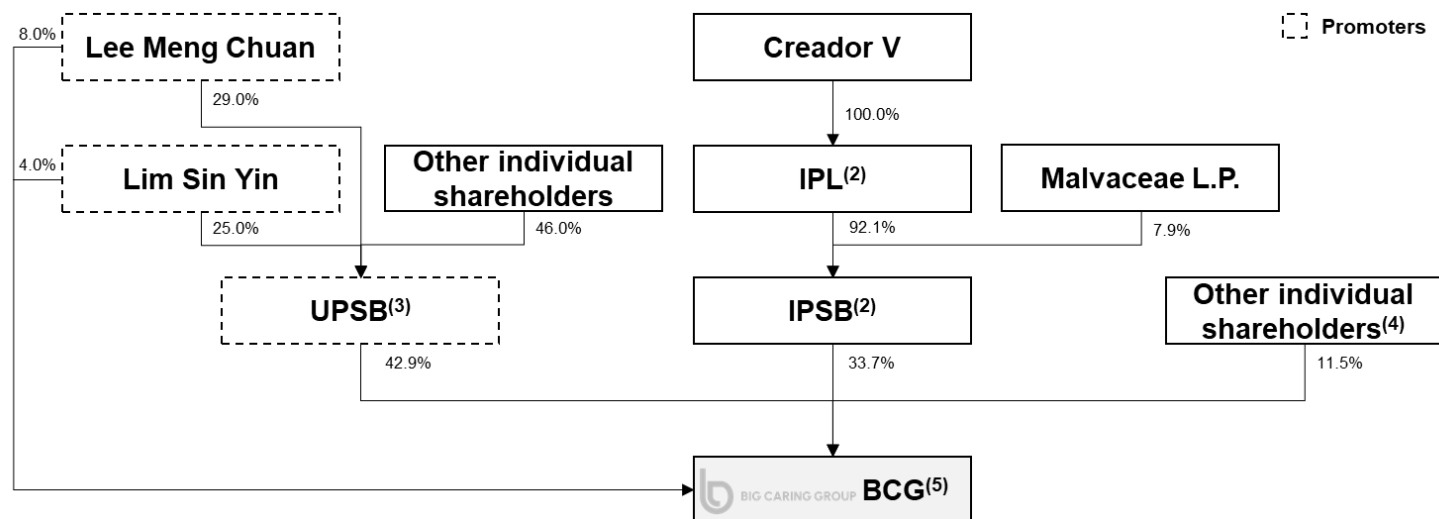 8.0%
Lee Meng Chuan
Creador V
Promoters
29.0%
100.0%
4.0%
Lim Sin Yin
Other individual
shareholders
IPL(2)
Malvaceae L.P.
25.0%
46.0%
92.1%
7.9%
UPSB(3)
IPSB(2)
Other individual
shareholders(4)
42.9%
33.7%
11.5%
BIG CARING GROUP BCG(5)